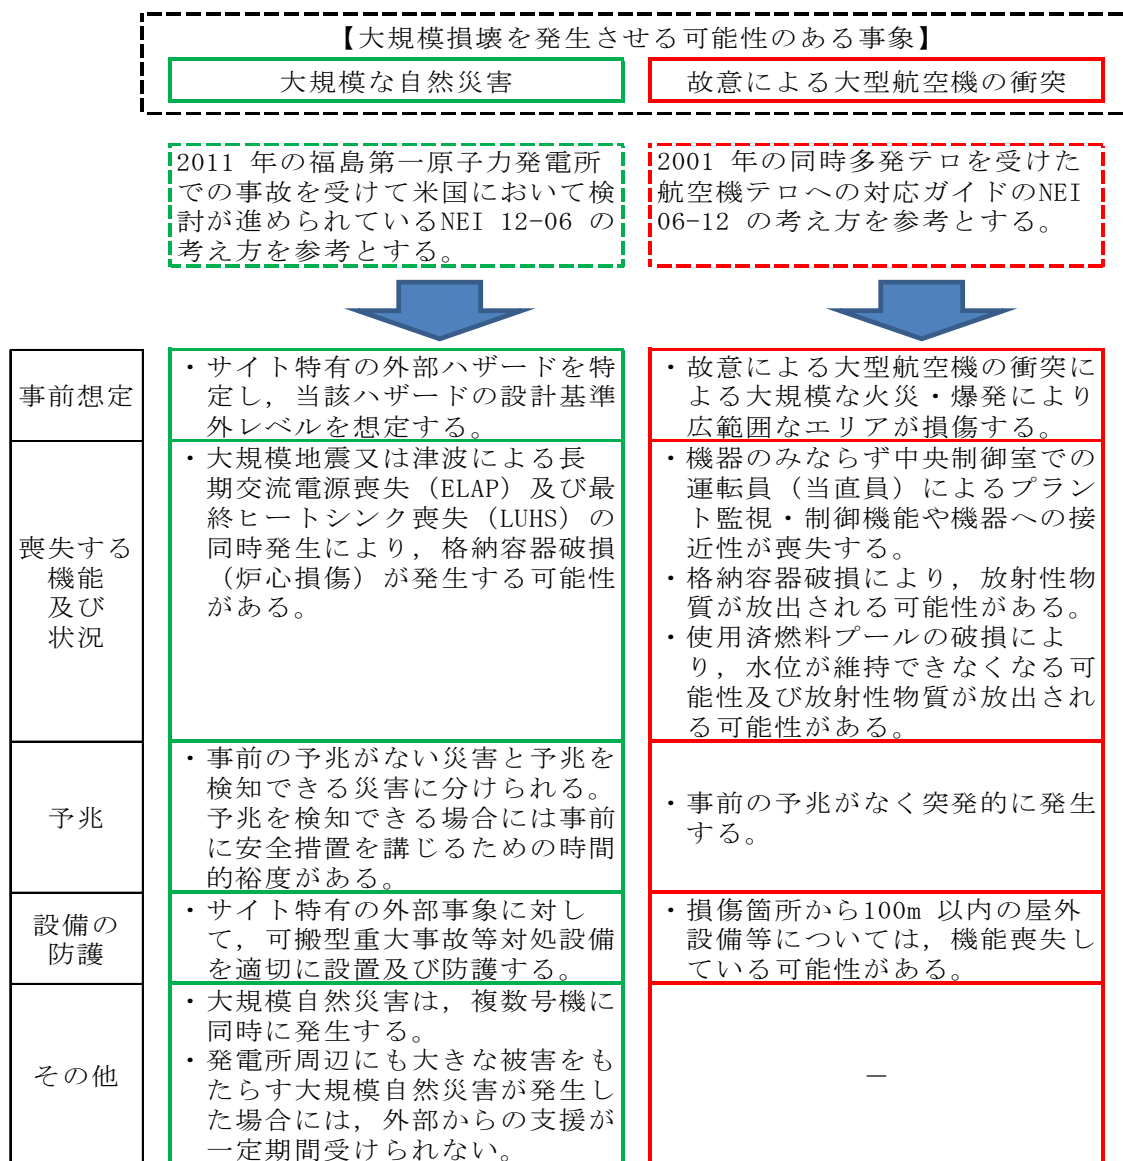 【大規模損壊を発生させる可能性のある事象】
大規模な自然災害
故意による大型航空機の衝突
2011 年の福島第一原子力発電所
での事故を受けて米国において検
討が進められているNEI 12-06 の
考え方を参考とする。
2001 年の同時多発テロを受けた
航空機テロへの対応ガイドのNEI
06-12 の考え方を参考とする。
事前想定
・サイト特有の外部ハザードを特
定し，当該ハザードの設計基準
外レベルを想定する。
・故意による大型航空機の衝突に
よる大規模な火災・爆発により
広範囲なエリアが損傷する。
喪失する
機能
及び
状況
・大規模地震又は津波による長
期交流電源喪失（ELAP）及び最
終ヒートシンク喪失（LUHS）の
同時発生により，格納容器破損
（炉心損傷）が発生する可能性
がある。
・機器のみならず中央制御室での
運転員（当直員）によるプラン
ト監視・制御機能や機器への接
近性が喪失する。
・格納容器破損により，放射性物
質が放出される可能性がある。
・使用済燃料プールの破損によ
り，水位が維持できなくなる可
能性及び放射性物質が放出され
る可能性がある。
予兆
・事前の予兆がない災害と予兆を
検知できる災害に分けられる。
予兆を検知できる場合には事前
に安全措置を講じるための時間
的裕度がある。
・事前の予兆がなく突発的に発生
する。
設備の
防護
・サイト特有の外部事象に対し
て，可搬型重大事故等対処設備
を適切に設置及び防護する。
・損傷箇所から100m 以内の屋外
設備等については，機能喪失し
ている可能性がある。
その他
・大規模自然災害は，複数号機に
同時に発生する。
・発電所周辺にも大きな被害をも
たらす大規模自然災害が発生し
た場合には，外部からの支援が
一定期間受けられない。
－